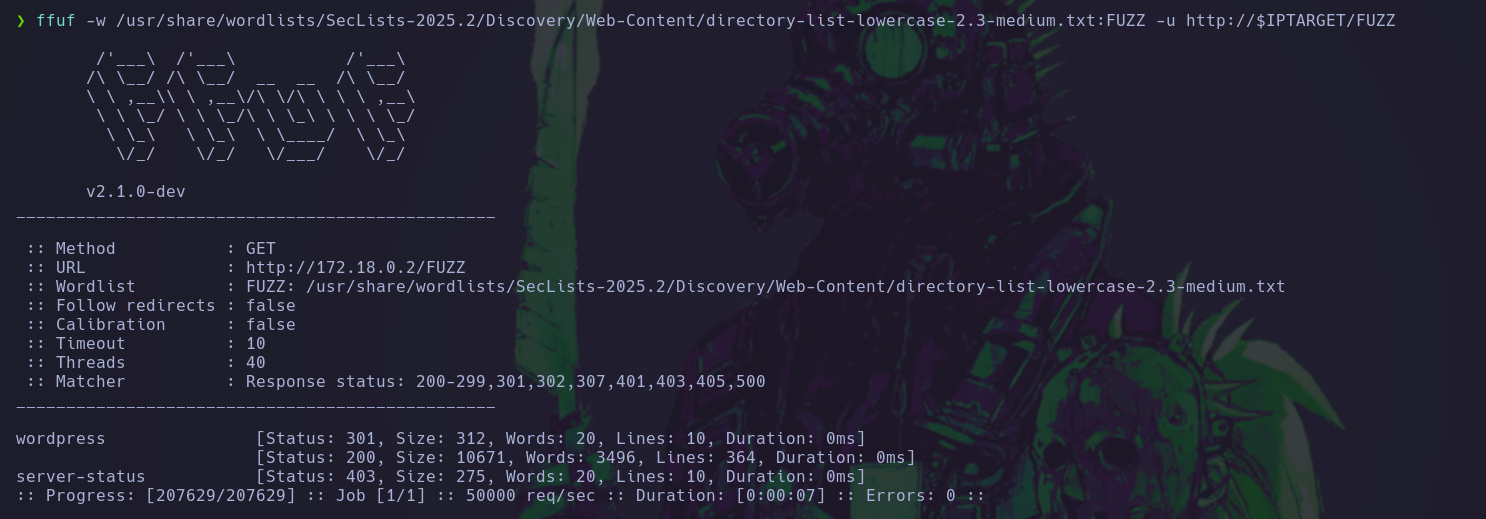 ❯ ffuf -w /usr/share/wordlists/SecLists-2025.2/Discovery/Web-Content/directory-list-lowercase-2.3-medium.txt:FUZZ -u http://$IPTARGET/FUZZ
        /'___\  /'___\           /'___\
       /\ \__/ /\ \__/  __  __  /\ \__/
       \ \ ,__\\ \ ,__\/\ \/\ \ \ \ ,__\
        \ \ \_/ \ \ \_/\ \ \_\ \ \ \ \_/
         \ \_\   \ \_\  \ \____/  \ \_\
          \/_/    \/_/   \/___/    \/_/
       v2.1.0-dev
________________________________________________
 :: Method           : GET
 :: URL              : http://172.18.0.2/FUZZ
 :: Wordlist         : FUZZ: /usr/share/wordlists/SecLists-2025.2/Discovery/Web-Content/directory-list-lowercase-2.3-medium.txt
 :: Follow redirects : false
 :: Calibration      : false
 :: Timeout          : 10
 :: Threads          : 40
 :: Matcher          : Response status: 200-299,301,302,307,401,403,405,500
________________________________________________
wordpress               [Status: 301, Size: 312, Words: 20, Lines: 10, Duration: 0ms]
                        [Status: 200, Size: 10671, Words: 3496, Lines: 364, Duration: 0ms]
server-status           [Status: 403, Size: 275, Words: 20, Lines: 10, Duration: 0ms]
:: Progress: [207629/207629] :: Job [1/1] :: 50000 req/sec :: Duration: [0:00:07] :: Errors: 0 ::